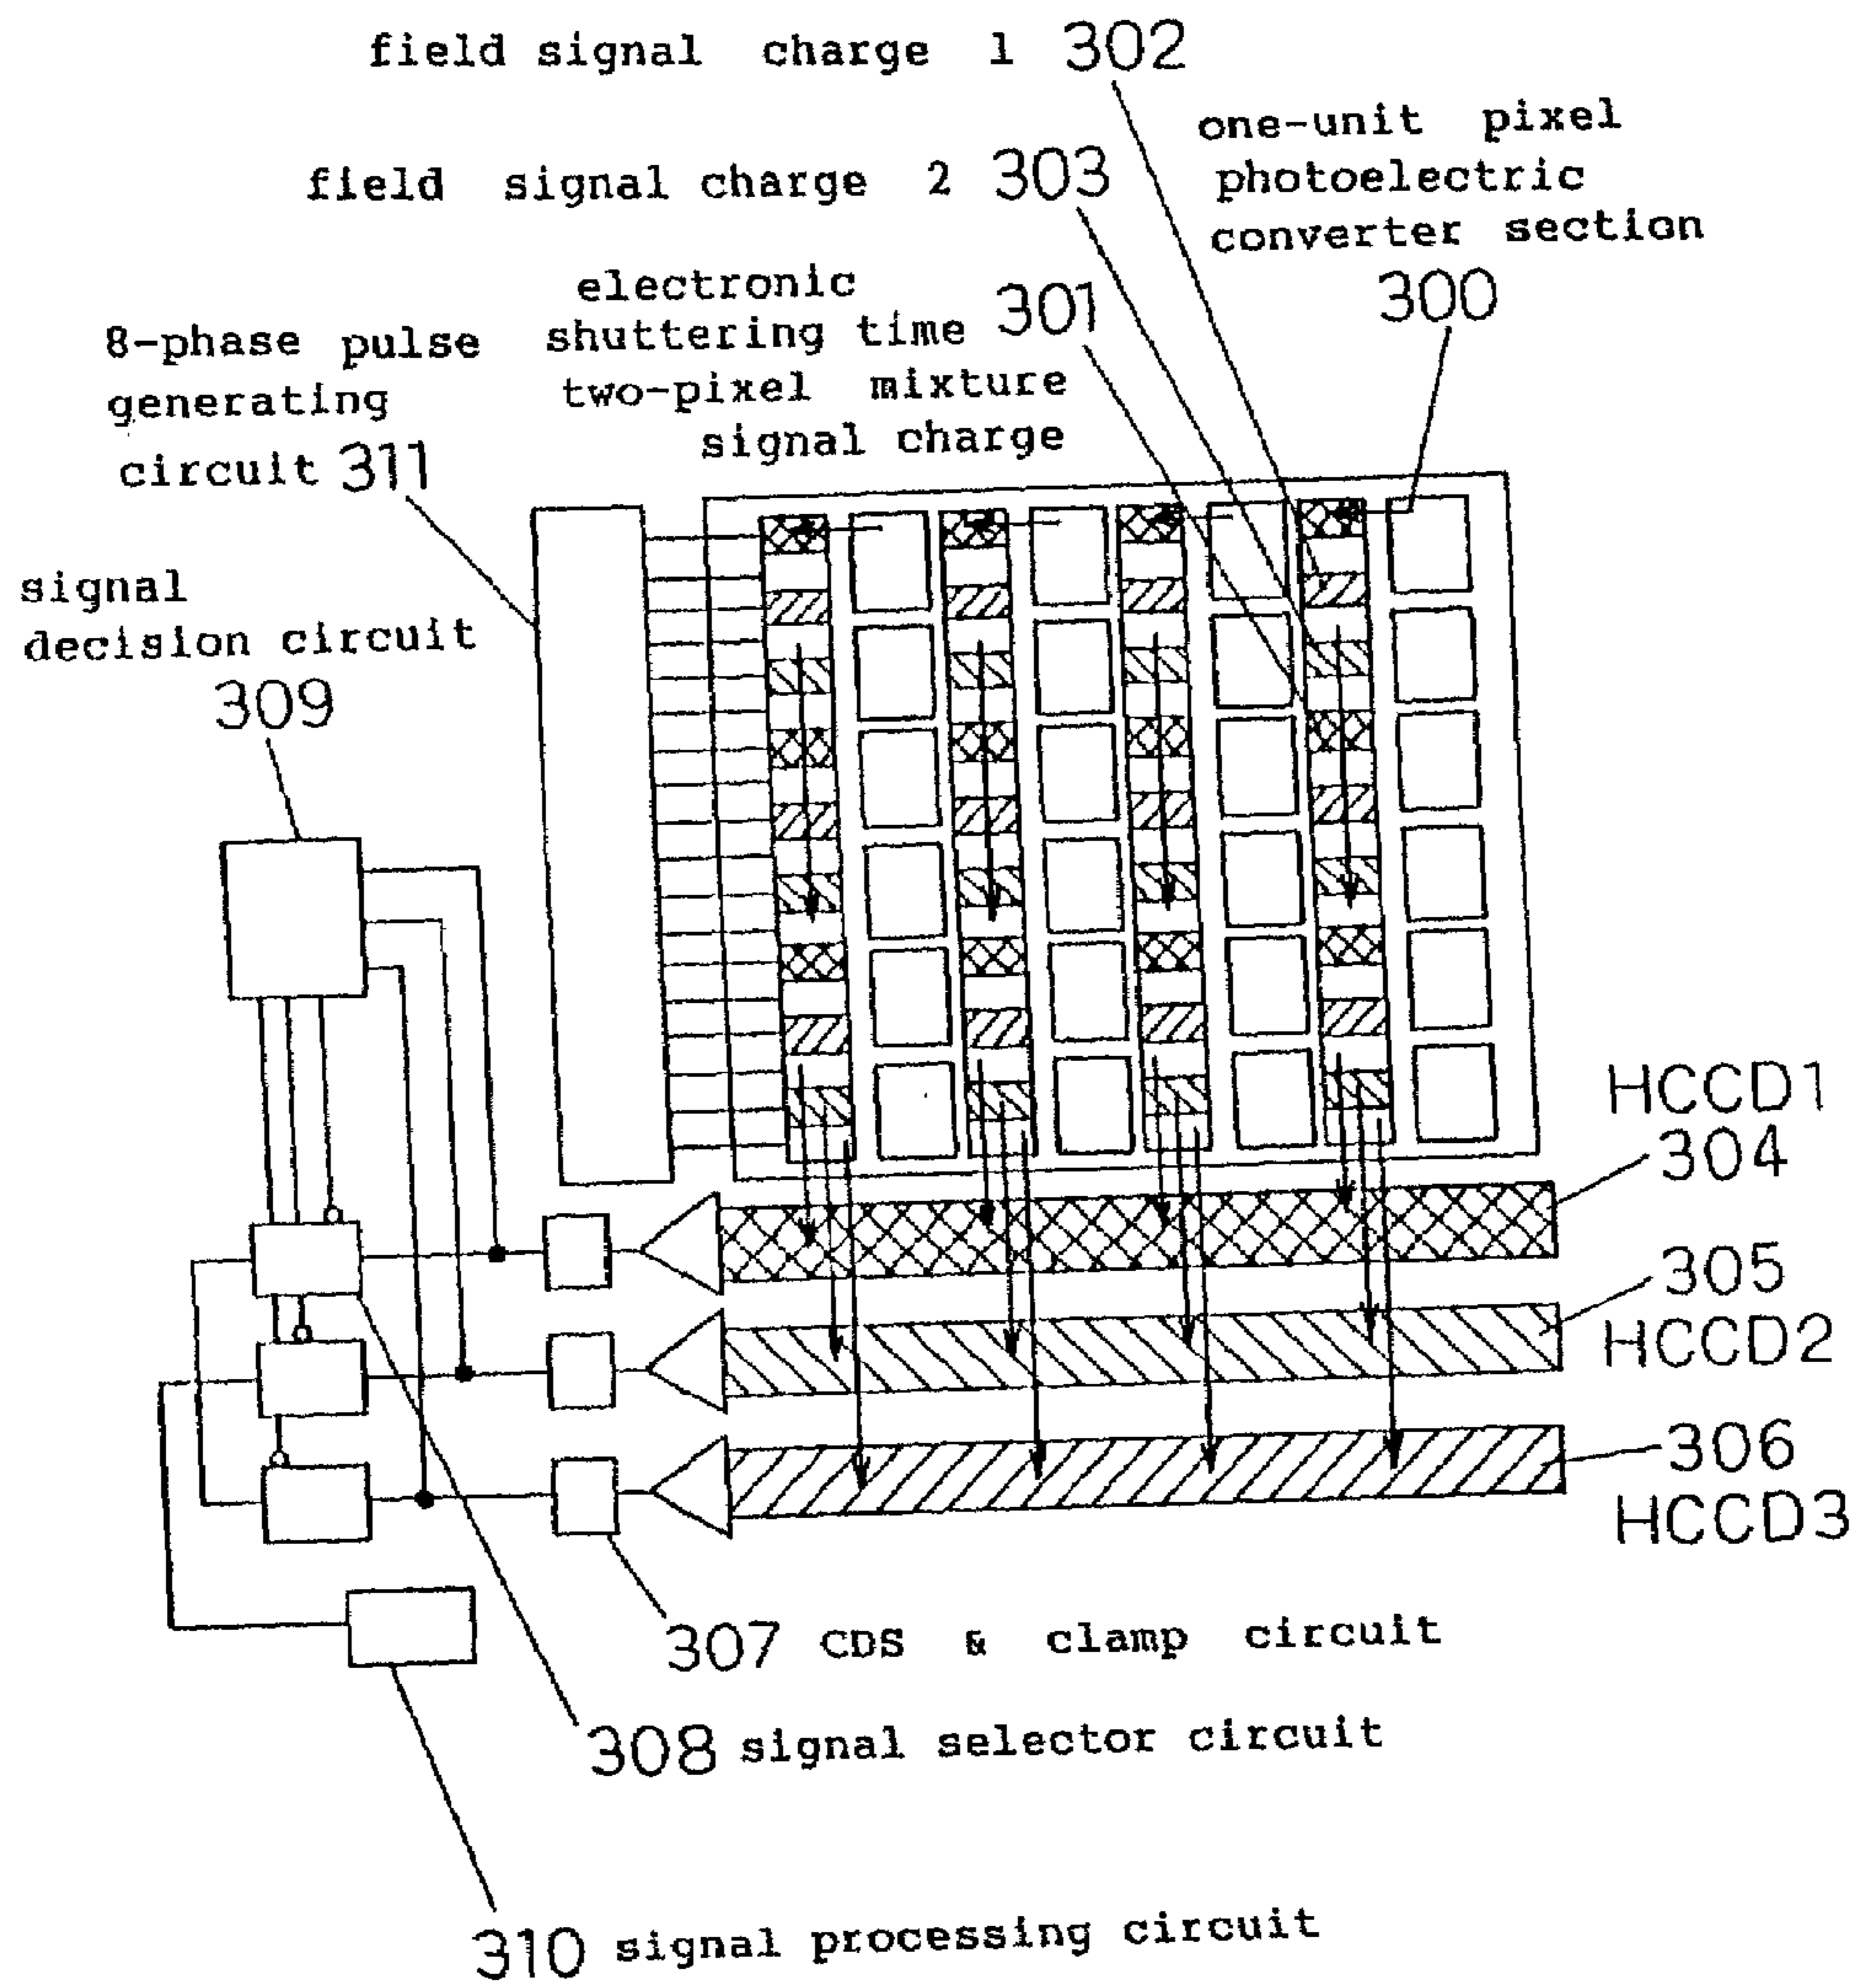 field signal charge 1 302
one-unit pixel
photoelectric
converter section
300
field signal charge 2 303
electronic
shuttering time 301
two-pixel mixture
signal charge
8-phase pulse
generating
circuit 311
signal
decision circuit
309
HCCD1
304
305
HCCD2
306
HCCD3
307 CDS & clamp circuit
308 signal selector circuit
310 signal processing circuit